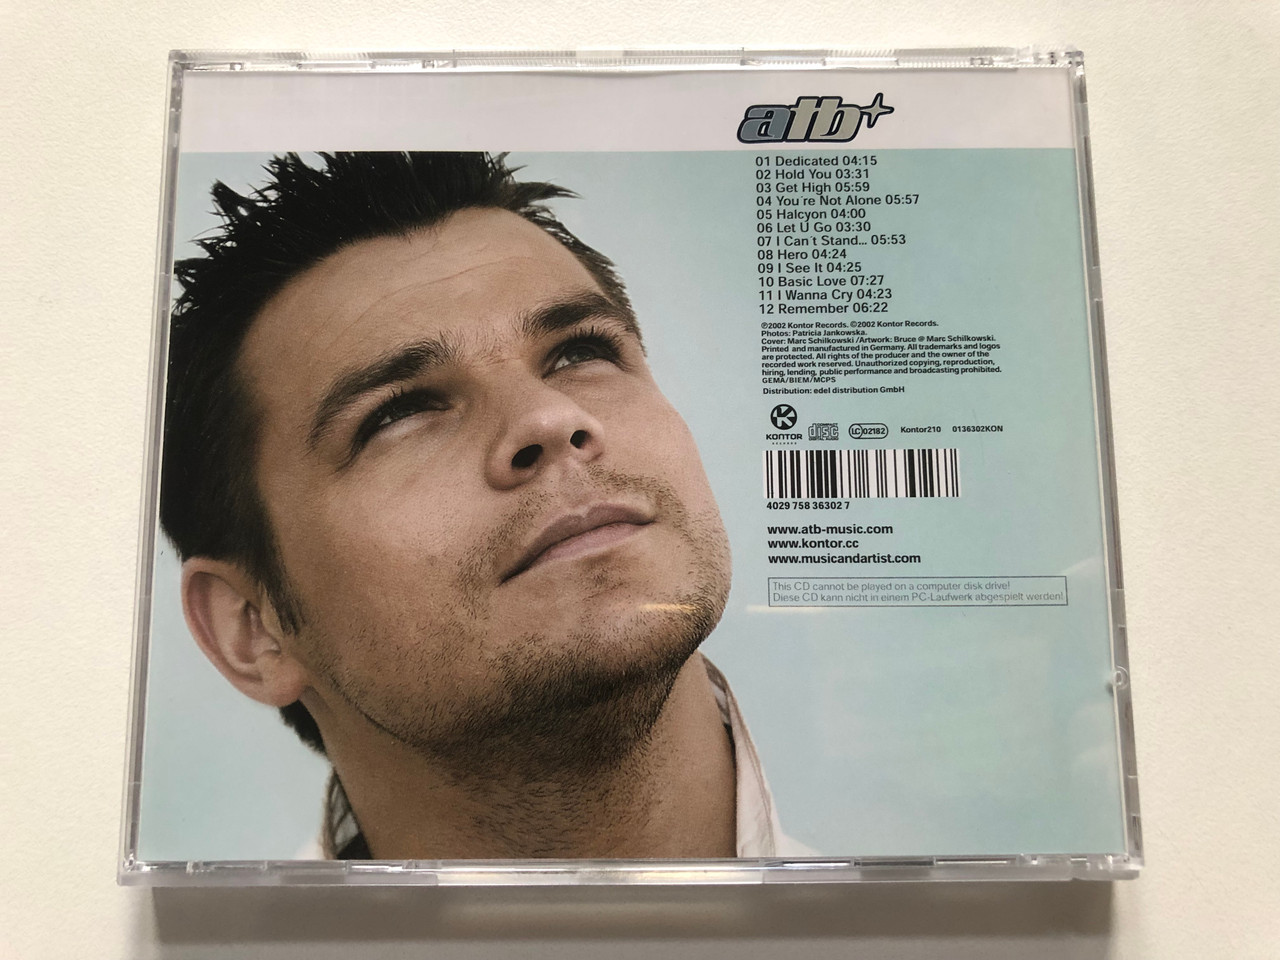 atb
01 Dedicated 04:15
02 Hold You 03:31
03 Get High 05:59
04 You´re Not Alone 05:57
05 Halcyon 04:00
06 Let U Go 03:30
07 I Can´t Stand... 05:53
08 Hero 04:24
09 I See It 04:25
10 Basic Love 07:27
11 I Wanna Cry 04:23
12 Remember 06:22
℗2002 Kontor Records. ©2002 Kontor Records.
Photos: Patricia Jankowska.
Cover: Marc Schilkowski /Artwork: Bruce @ Marc Schilkowski.
Printed and manufactured in Germany. All trademarks and logos
are protected. All rights of the producer and the owner of the
recorded work reserved. Unauthorized copying, reproduction,
hiring, lending, public performance and broadcasting prohibited.
GEMA/BIEM/MCPS
Distribution: edel distribution GmbH
K
KONTOR
RECORDS
COMPACT disc DIGITAL AUDIO
LC 02182
Kontor210 0136302KON
4029 758 36302 7
www.atb-music.com
www.kontor.cc
www.musicandartist.com
This CD cannot be played on a computer disk drive!
Diese CD kann nicht in einem PC-Laufwerk abgespielt werden!